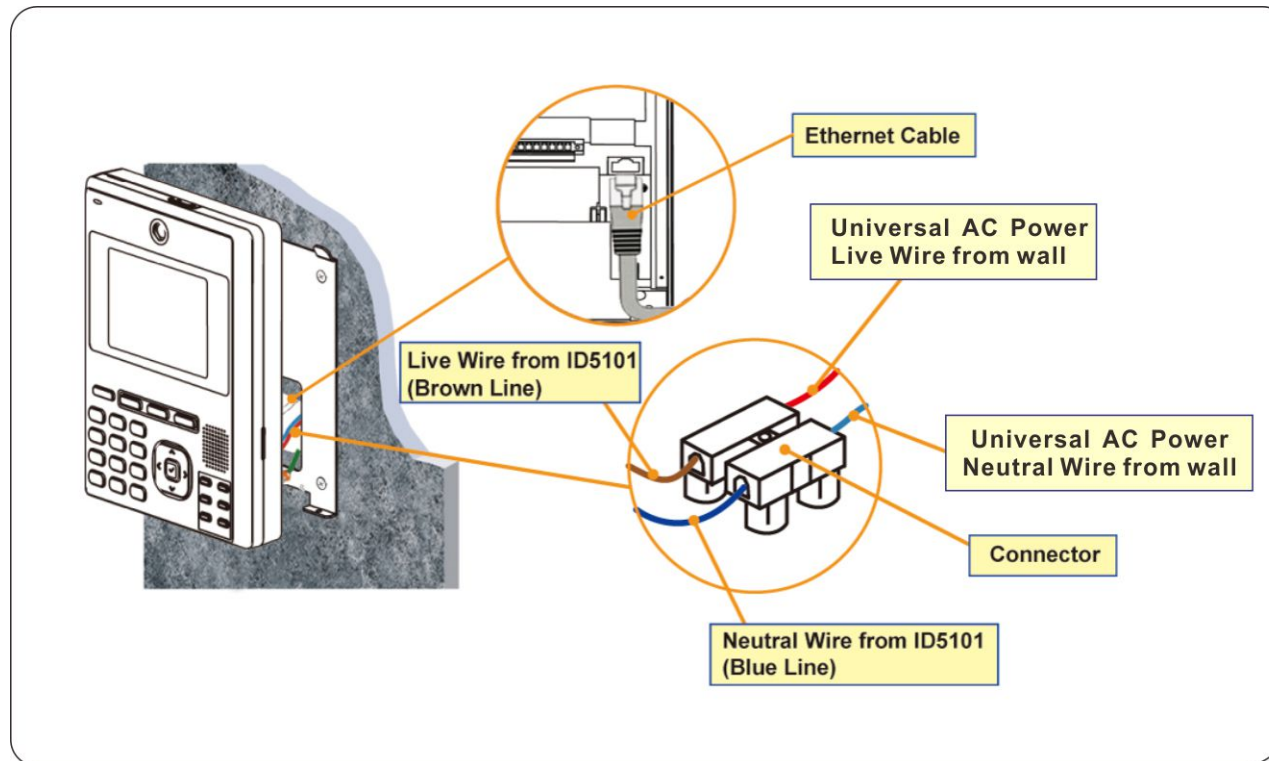 Ethernet Cable
Universal AC Power
Live Wire from wall
Live Wire from ID5101
(Brown Line)
Universal AC Power
Neutral Wire from wall
Connector
Neutral Wire from ID5101
(Blue Line)